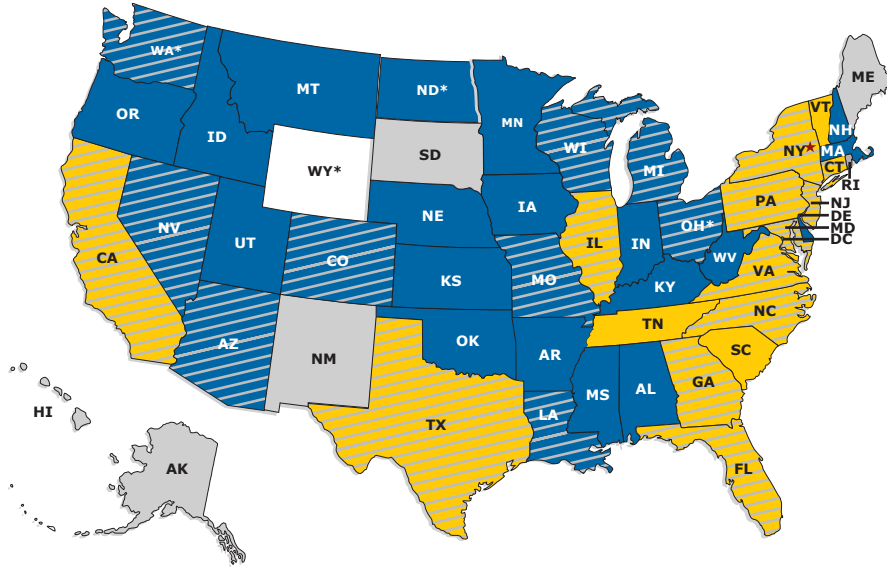 WA*
MT
ND*
MN
ME
OR
ID
VT
NH
WY*
SD
WI
MI
NY
MA
CT
RI
NV
UT
CO
NE
IA
IL
IN
OH*
PA
NJ
DE
MD
DC
WV
VA
CA
KS
MO
KY
NC
TN
SC
AZ
NM
OK
AR
MS
AL
GA
TX
LA
FL
HI
AK